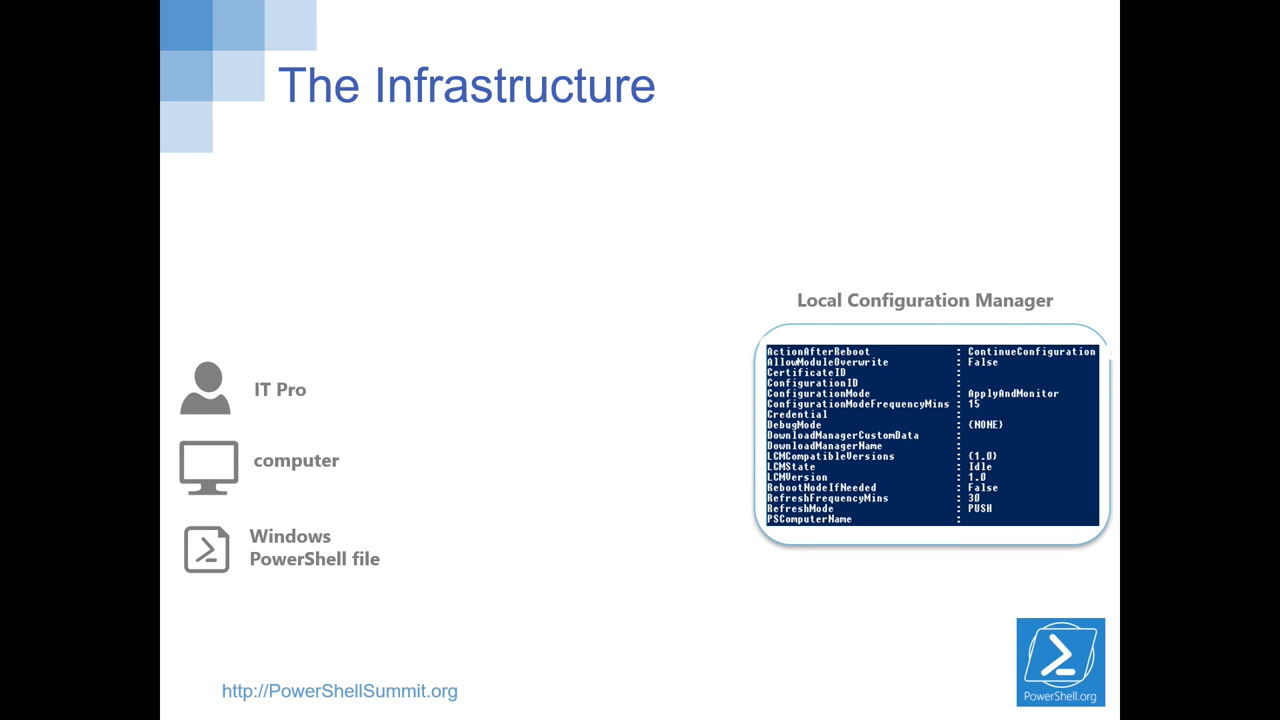 The Infrastructure
Local Configuration Manager
ActionAfterReboot : ContinueConfiguration
AllowModuleOverwrite : False
CertificateID :
ConfigurationID :
ConfigurationMode : ApplyAndMonitor
ConfigurationModeFrequencyMins : 15
Credential :
DebugMode : {NONE}
DownloadManagerCustomData :
DownloadManagerName :
LCMCompatibleVersions : {1.0}
LCMState : Idle
LCMVersion : 1.0
RebootNodeIfNeeded : False
RefreshFrequencyMins : 30
RefreshMode : PUSH
PSComputerName :
IT Pro
computer
Windows
PowerShell file
http://PowerShellSummit.org
PowerShell.org